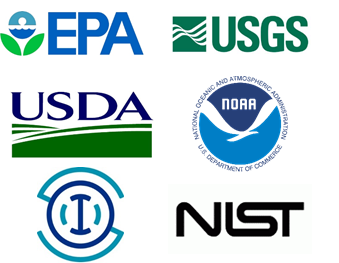 EPA
USGS
USDA
NATIONAL OCEANIC AND ATMOSPHERIC ADMINISTRATION
NOAA
U.S. DEPARTMENT OF COMMERCE
I
NIST